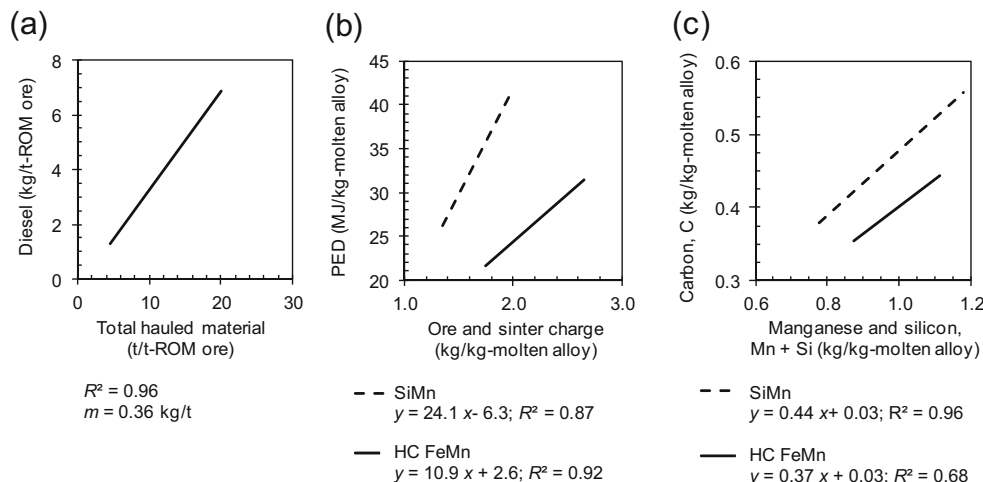 (a)
Diesel (kg/t-ROM ore)
8
6
4
2
0
0 10 20 30
Total hauled material
(t/t-ROM ore)
R² = 0.96
m = 0.36 kg/t
(b)
PED (MJ/kg-molten alloy)
45
40
35
30
25
20
1.0 2.0 3.0
Ore and sinter charge
(kg/kg-molten alloy)
SiMn
y = 24.1 x- 6.3; R² = 0.87
HC FeMn
y = 10.9 x + 2.6; R² = 0.92
(c)
Carbon, C (kg/kg-molten alloy)
0.6
0.5
0.4
0.3
0.6 0.8 1.0 1.2
Manganese and silicon,
Mn + Si (kg/kg-molten alloy)
SiMn
y = 0.44 x+ 0.03; R² = 0.96
HC FeMn
y = 0.37 x + 0.03; R² = 0.68